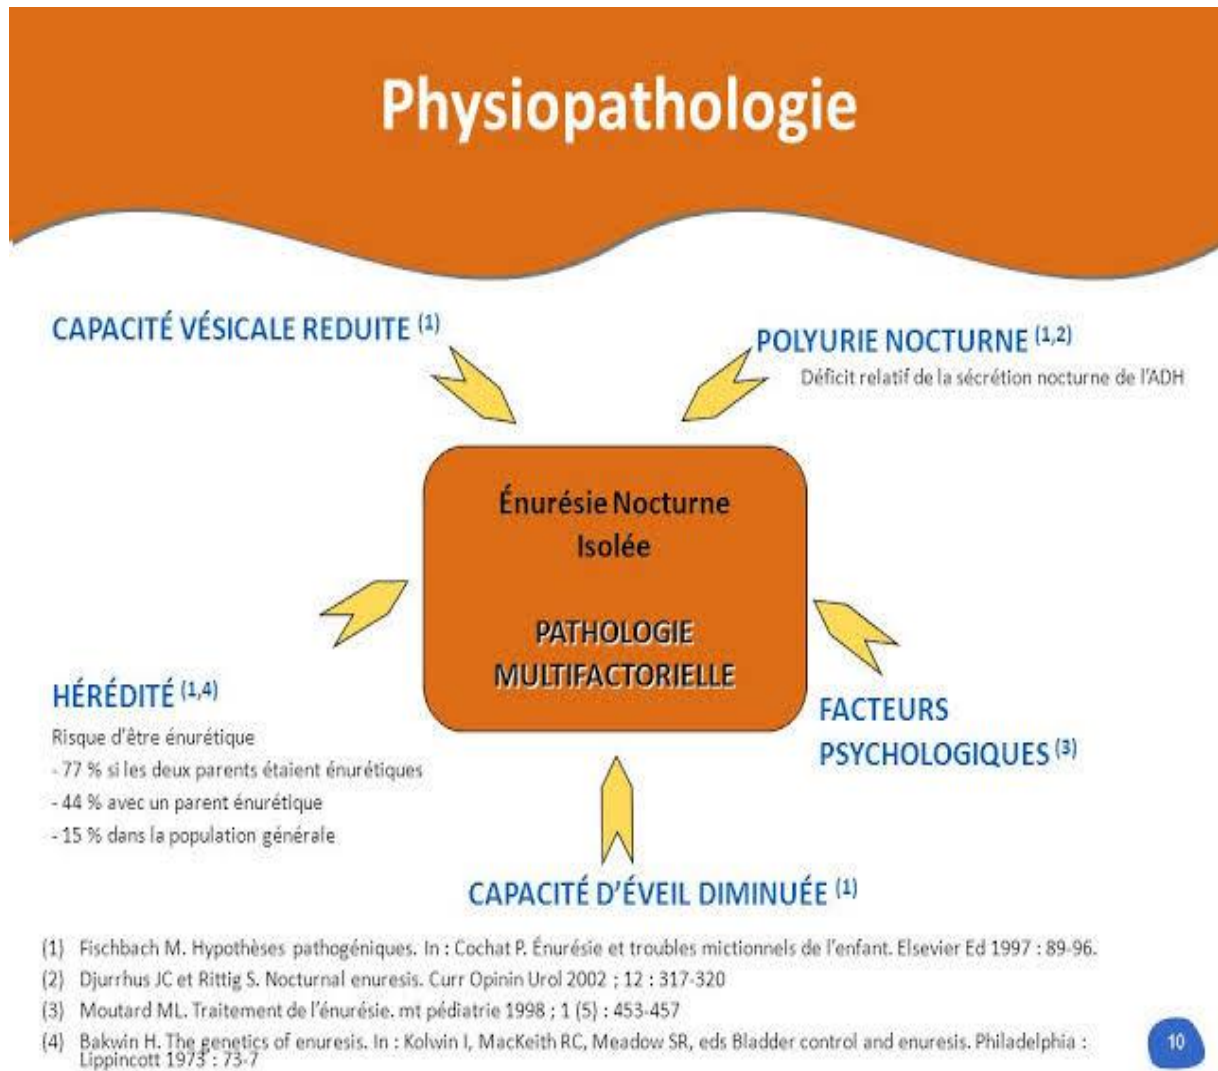 Physiopathologie
CAPACITÉ VÉSICALE REDUITE (1)
POLYURIE NOCTURNE (1,2)
Déficit relatif de la sécrétion nocturne de l'ADH
Énurésie Nocturne
Isolée
PATHOLOGIE
MULTIFACTORIELLE
HÉRÉDITÉ (1,4)
Risque d'être énurétique
- 77 % si les deux parents étaient énurétiques
- 44 % avec un parent énurétique
- 15 % dans la population générale
FACTEURS
PSYCHOLOGIQUES (3)
CAPACITÉ D'ÉVEIL DIMINUÉE (1)
(1) Fischbach M. Hypothèses pathogéniques. In : Cochat P. Énurésie et troubles mictionnels de l'enfant. Elsevier Ed 1997 : 89-96.
(2) Djurrhus JC et Rittig S. Nocturnal enuresis. Curr Opinin Urol 2002 ; 12 : 317-320
(3) Moutard ML. Traitement de l'énurésie. mt pédiatrie 1998 ; 1 (5) : 453-457
(4) Bakwin H. The genetics of enuresis. In : Kolwin I, MacKeith RC, Meadow SR, eds Bladder control and enuresis. Philadelphia :
Lippincott 1973 : 73-7
10